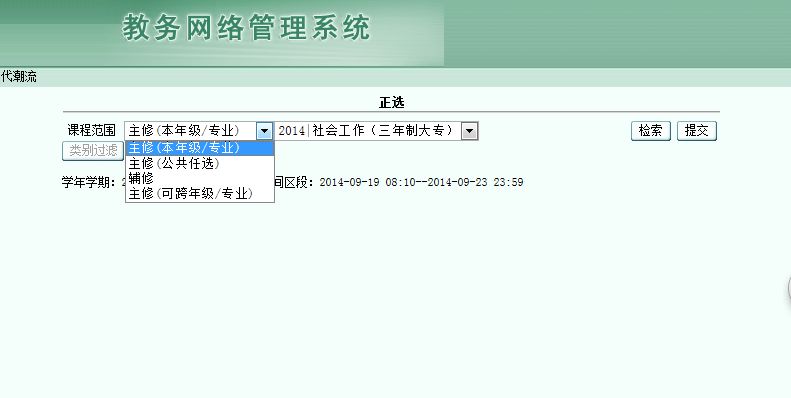 教务网络管理系统
代潮流
正选
课程范围 主修(本年级/专业) 2014|社会工作（三年制大专） 检索 提交
类别过滤 主修(本年级/专业)
主修(公共任选)
辅修
学年学期：2 间区段：2014-09-19 08:10--2014-09-23 23:59
主修(可跨年级/专业)